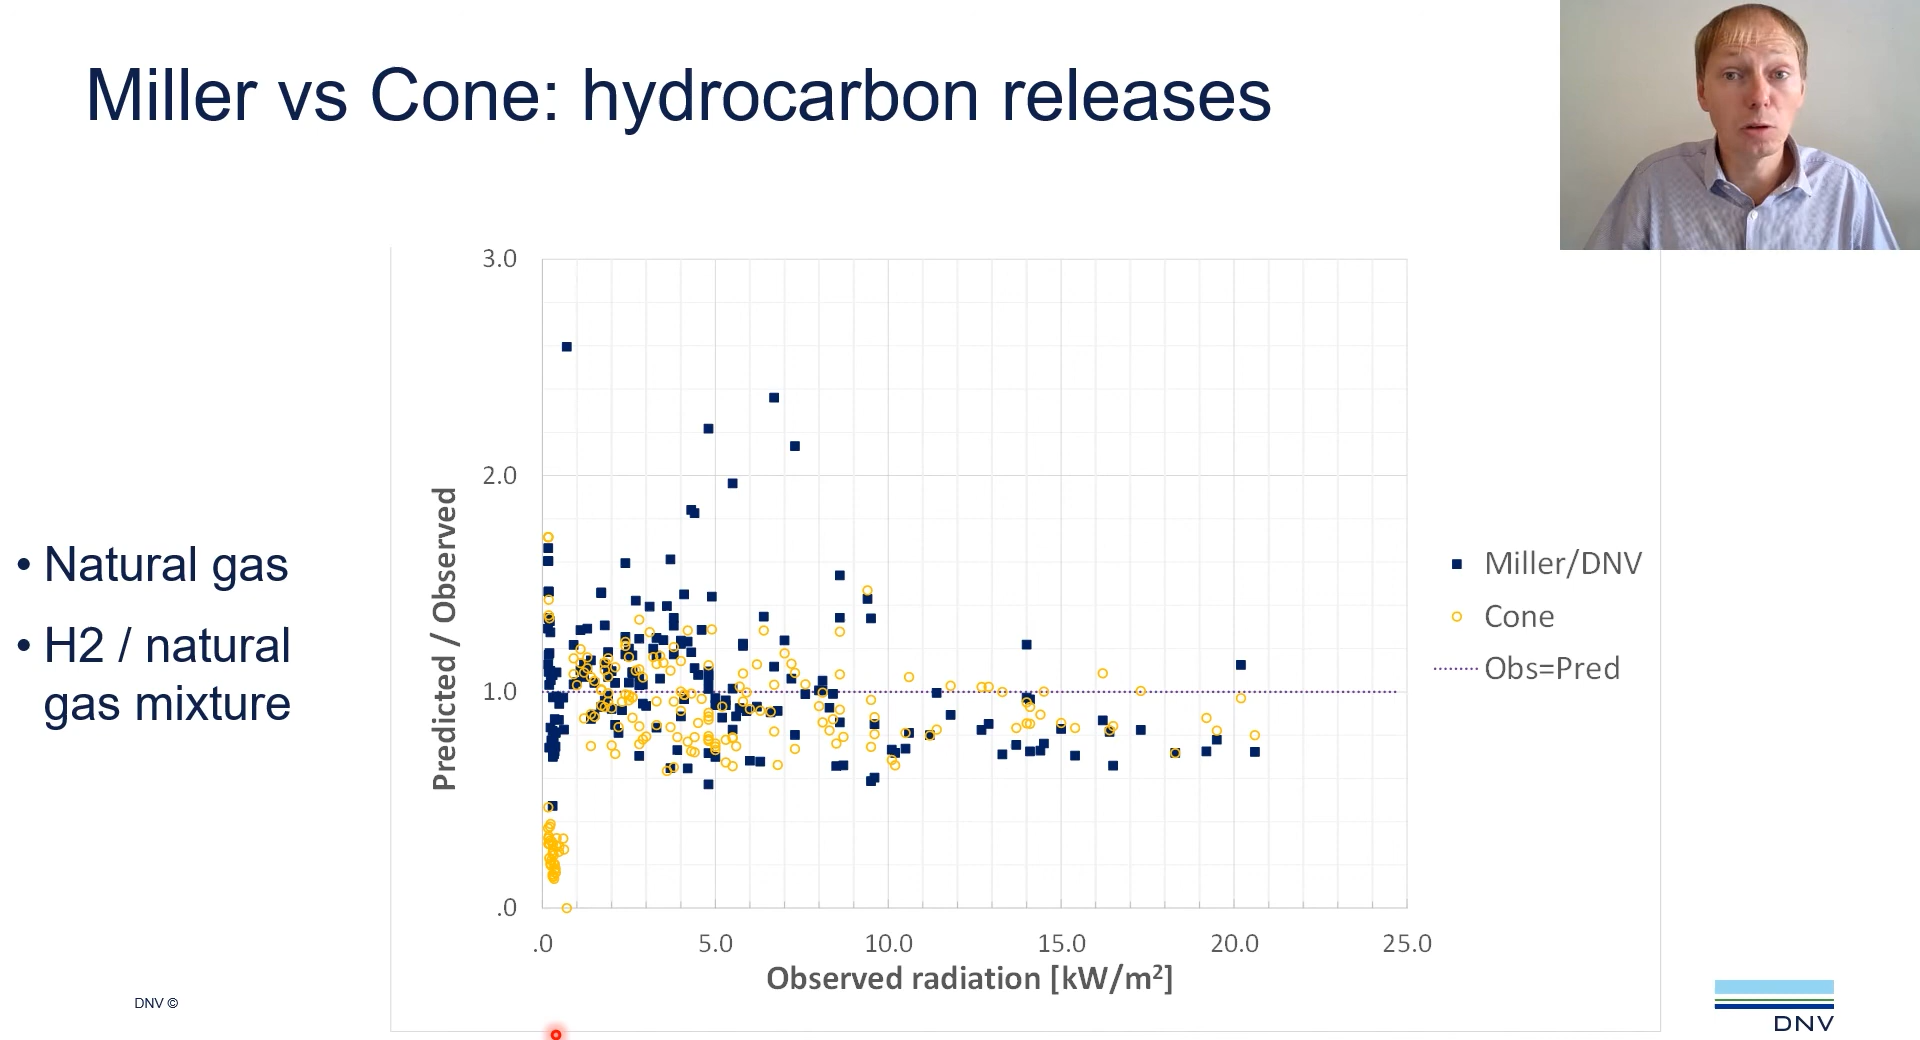 Miller vs Cone: hydrocarbon releases
• Natural gas
• H2 / natural
gas mixture
3.0
2.0
1.0
.0
Predicted / Observed
.0 5.0 10.0 15.0 20.0 25.0
Observed radiation [kW/m²]
Miller/DNV
Cone
Obs=Pred
DNV ©
DNV